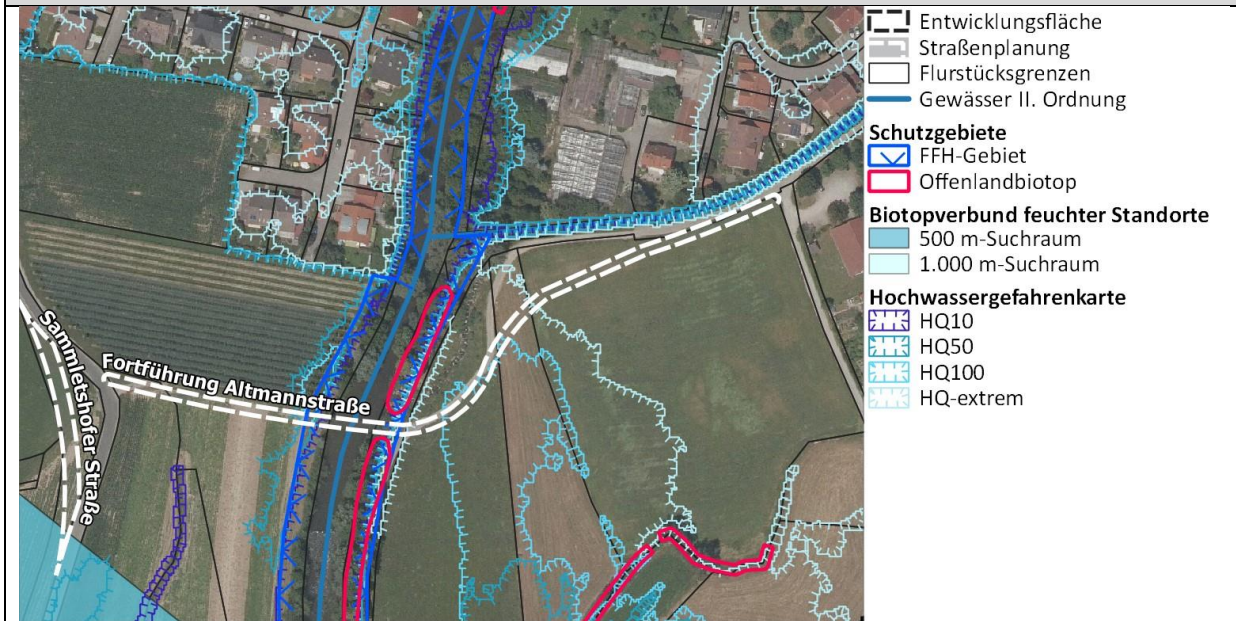 Entwicklungsfläche
Straßenplanung
Flurstücksgrenzen
Gewässer II. Ordnung
Schutzgebiete
FFH-Gebiet
Offenlandbiotop
Biotopverbund feuchter Standorte
500 m-Suchraum
1.000 m-Suchraum
Hochwassergefahrenkarte
HQ10
HQ50
HQ100
HQ-extrem
Sammletshofer Straße
Fortführung Altmannstraße